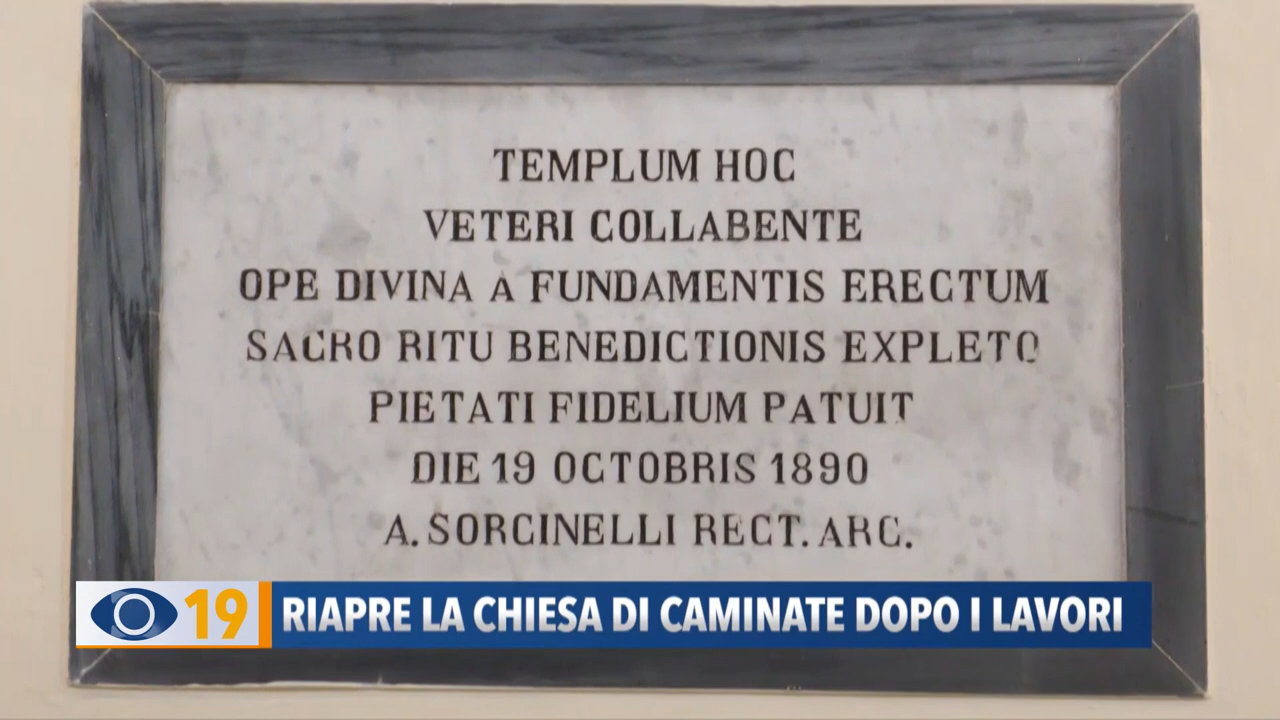 TEMPLUM HOC
VETERI COLLABENTE
OPE DIVINA A FUNDAMENTIS ERECTUM
SACRO RITU BENEDICTIONIS EXPLETO
PIETATI FIDELIUM PATUIT
DIE 19 OCTOBRIS 1890
A. SORCINELLI RECT. ARC.
19 RIAPRE LA CHIESA DI CAMINATE DOPO I LAVORI